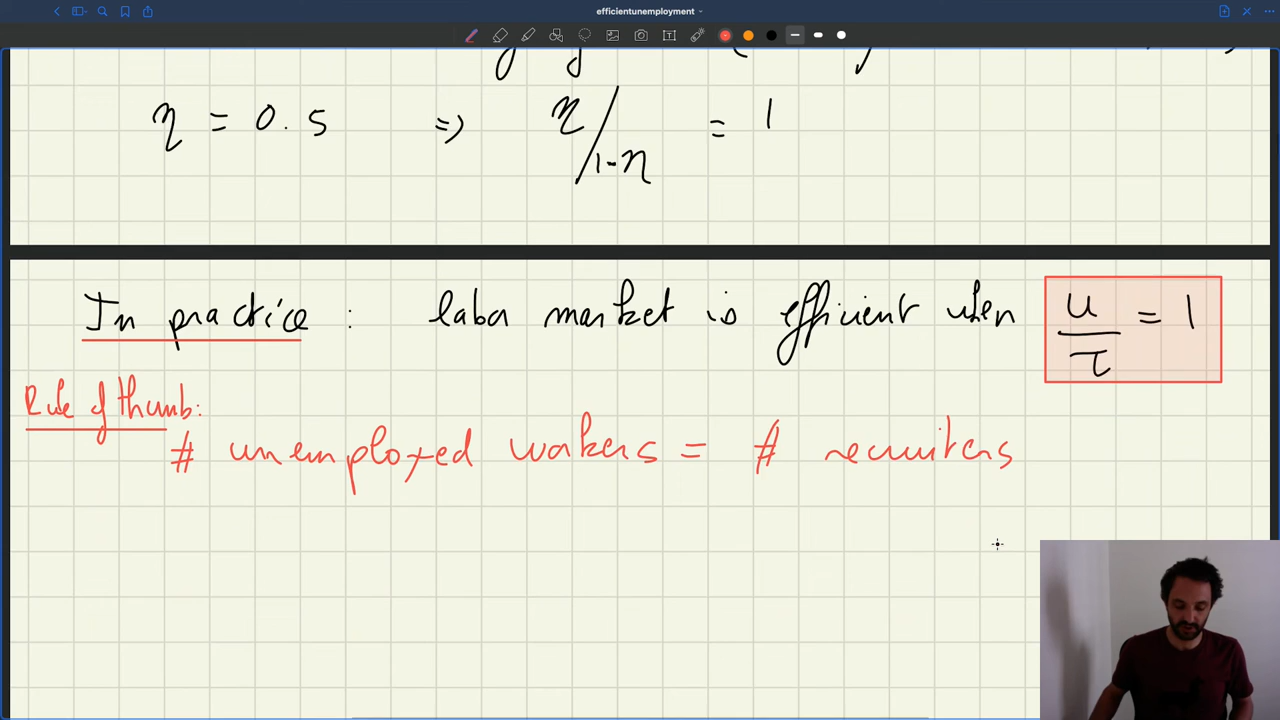 efficientunemployment
η = 0.5 => η/1-η = 1
In practice : labor market is efficient when u/τ = 1
Rule of thumb:
# unemployed workers = # recruiters